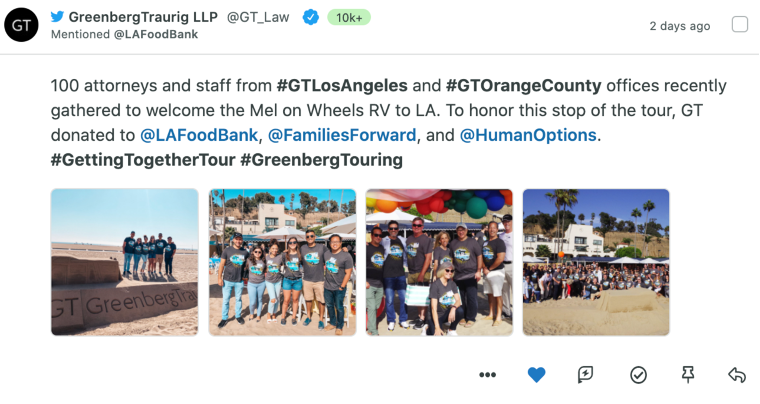 GT
GreenbergTraurig LLP @GT_Law 10k+
Mentioned @LAFoodBank
2 days ago
100 attorneys and staff from #GTLosAngeles and #GTOrangeCounty offices recently
gathered to welcome the Mel on Wheels RV to LA. To honor this stop of the tour, GT
donated to @LAFoodBank, @FamiliesForward, and @HumanOptions.
#GettingTogetherTour #GreenbergTouring
GT GreenbergTra